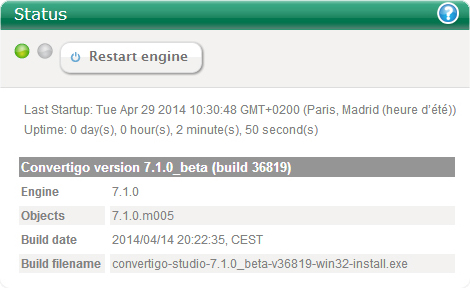 Status
?
Restart engine
Last Startup: Tue Apr 29 2014 10:30:48 GMT+0200 (Paris, Madrid (heure d'été))
Uptime: 0 day(s), 0 hour(s), 2 minute(s), 50 second(s)
Convertigo version 7.1.0_beta (build 36819)
Engine 7.1.0
Objects 7.1.0.m005
Build date 2014/04/14 20:22:35, CEST
Build filename convertigo-studio-7.1.0_beta-v36819-win32-install.exe